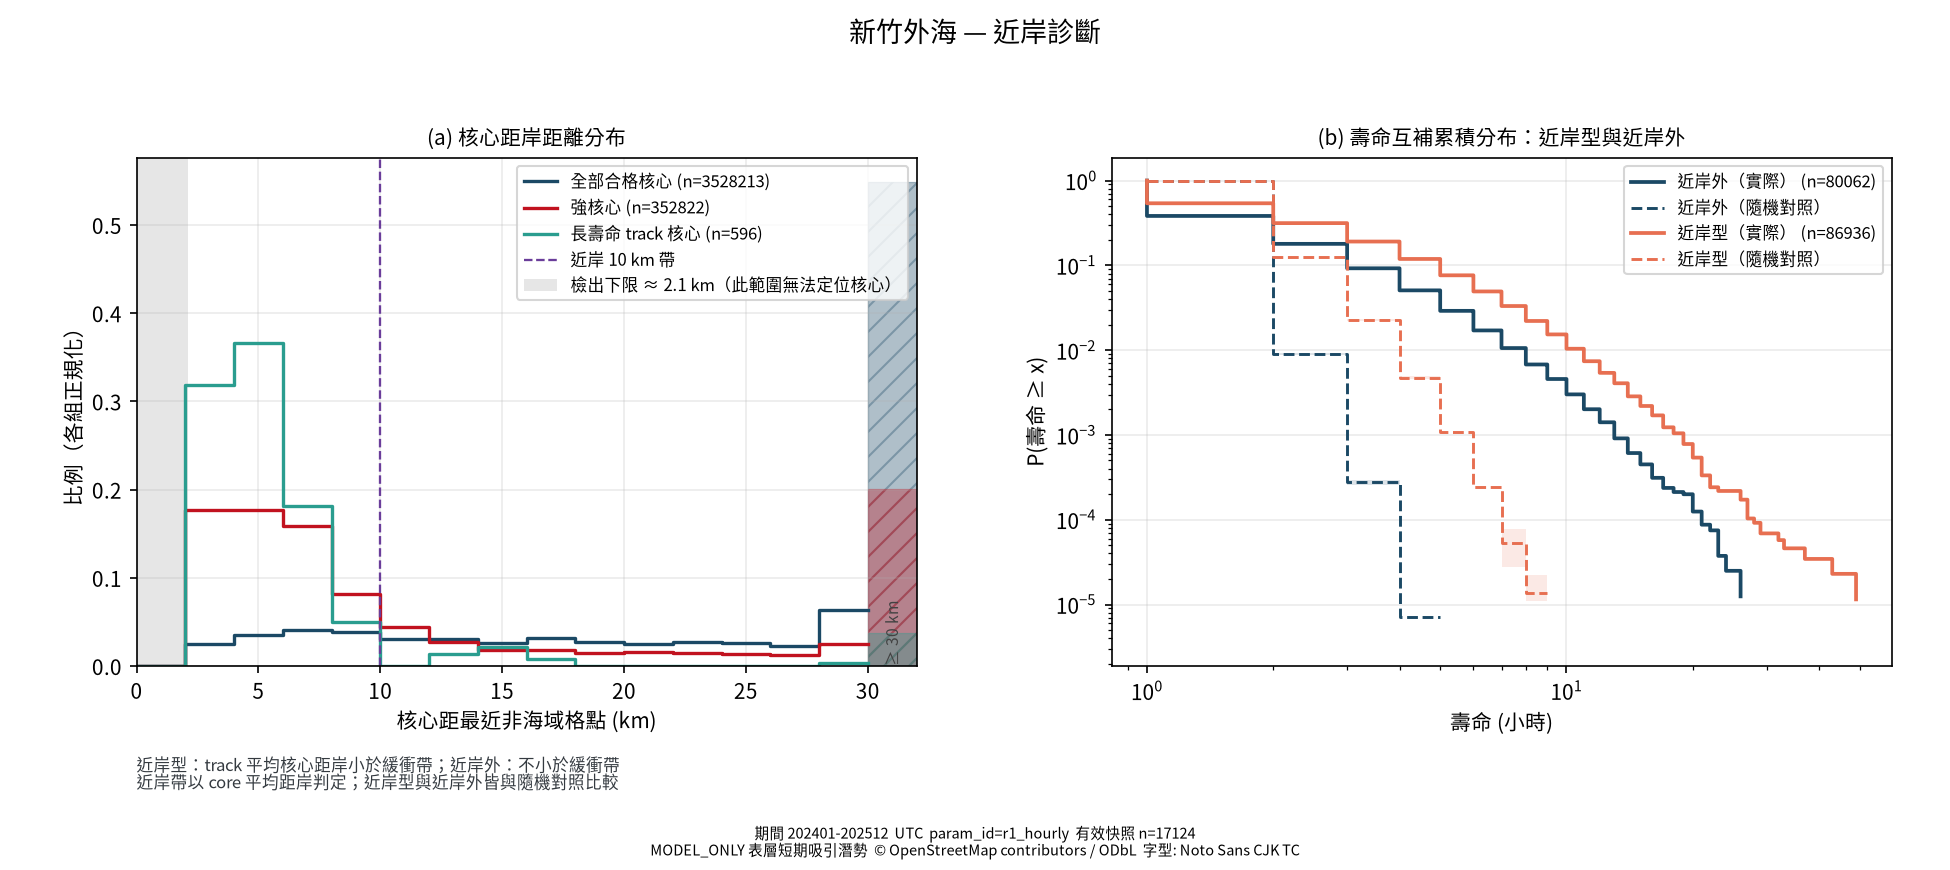 新竹外海 — 近岸診斷
(a) 核心距岸距離分布
全部合格核心 (n=3528213)
強核心 (n=352822)
長壽命 track 核心 (n=596)
近岸 10 km 帶
檢出下限 ≈ 2.1 km（此範圍無法定位核心）
≥ 30 km
比例（各組正規化）
0.0
0.1
0.2
0.3
0.4
0.5
0
5
10
15
20
25
30
核心距最近非海域格點 (km)
近岸型：track 平均核心距岸小於緩衝帶；近岸外：不小於緩衝帶
近岸帶以 core 平均距岸判定；近岸型與近岸外皆與隨機對照比較
(b) 壽命互補累積分布：近岸型與近岸外
近岸外（實際） (n=80062)
近岸外（隨機對照）
近岸型（實際） (n=86936)
近岸型（隨機對照）
P(壽命 ≥ x)
10⁰
10⁻¹
10⁻²
10⁻³
10⁻⁴
10⁻⁵
10⁰
10¹
壽命 (小時)
期間 202401-202512 UTC param_id=r1_hourly 有效快照 n=17124
MODEL_ONLY 表層短期吸引潛勢 © OpenStreetMap contributors / ODbL 字型: Noto Sans CJK TC